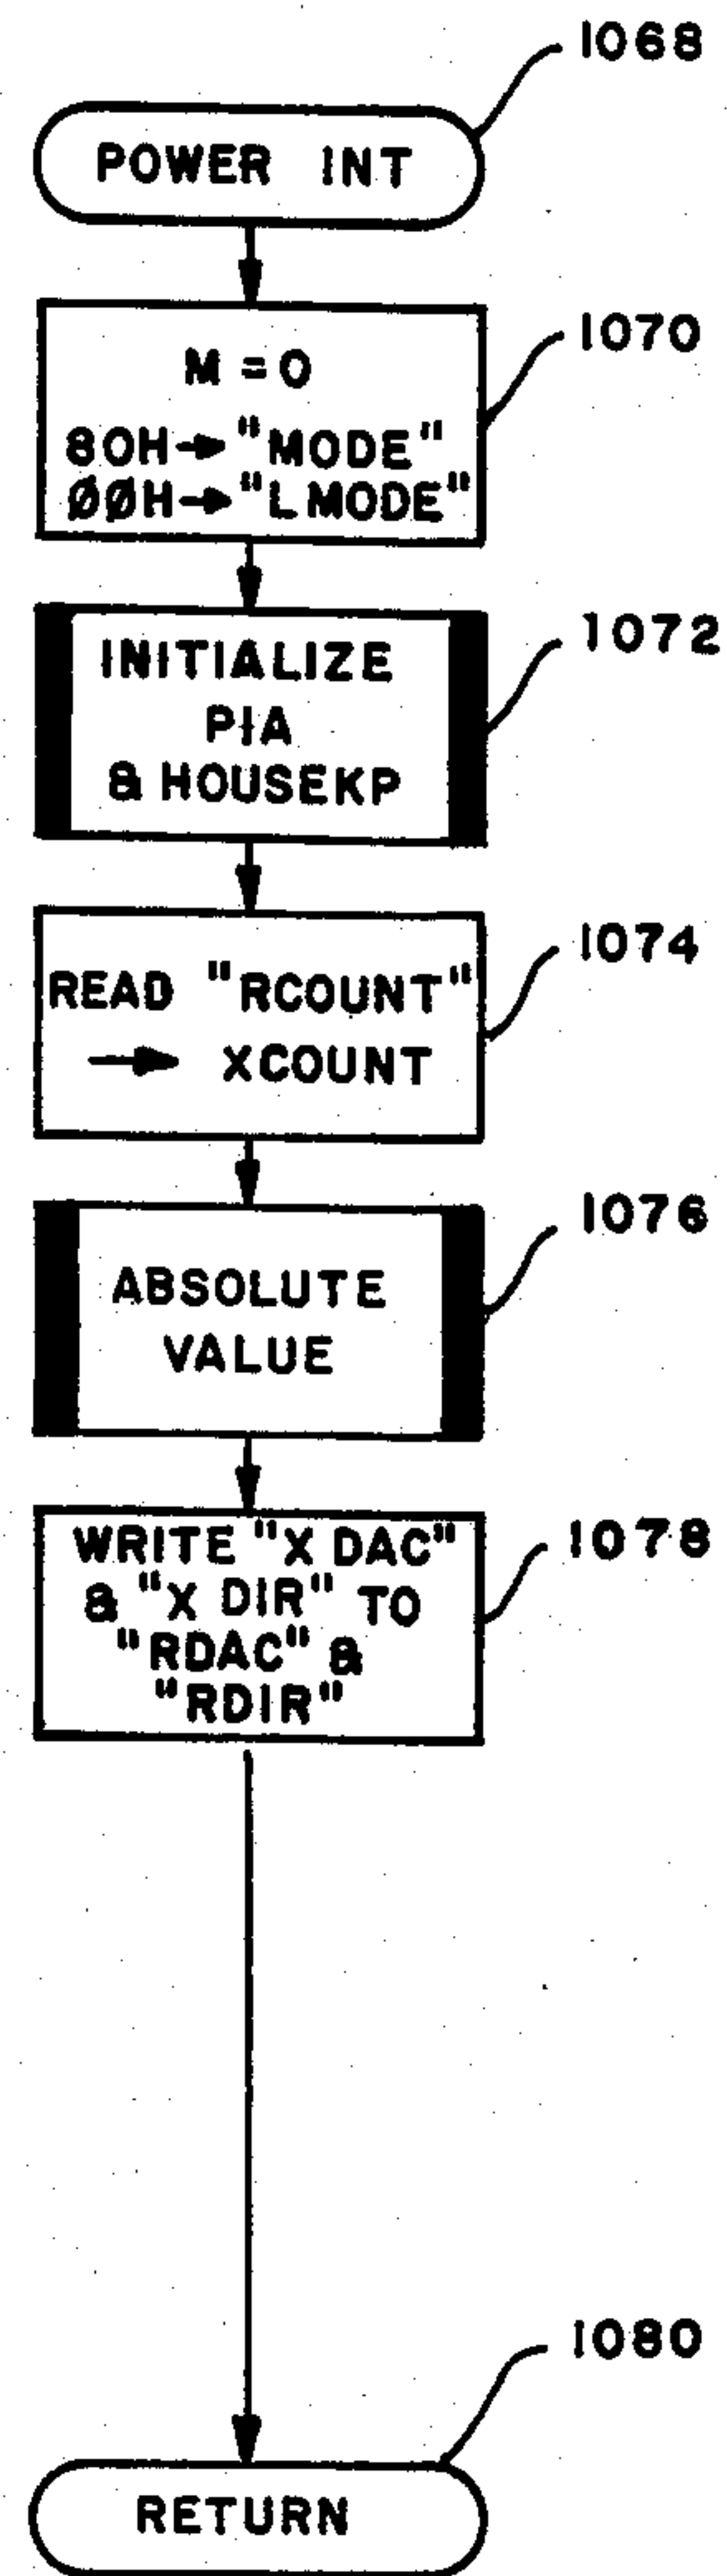 1068
POWER INT
1070
M = 0
80H→"MODE"
ØØH→"LMODE"
1072
INITIALIZE
PIA
& HOUSEKP
1074
READ "RCOUNT"
→ XCOUNT
1076
ABSOLUTE
VALUE
1078
WRITE "X DAC"
& "X DIR" TO
"RDAC" &
"RDIR"
1080
RETURN